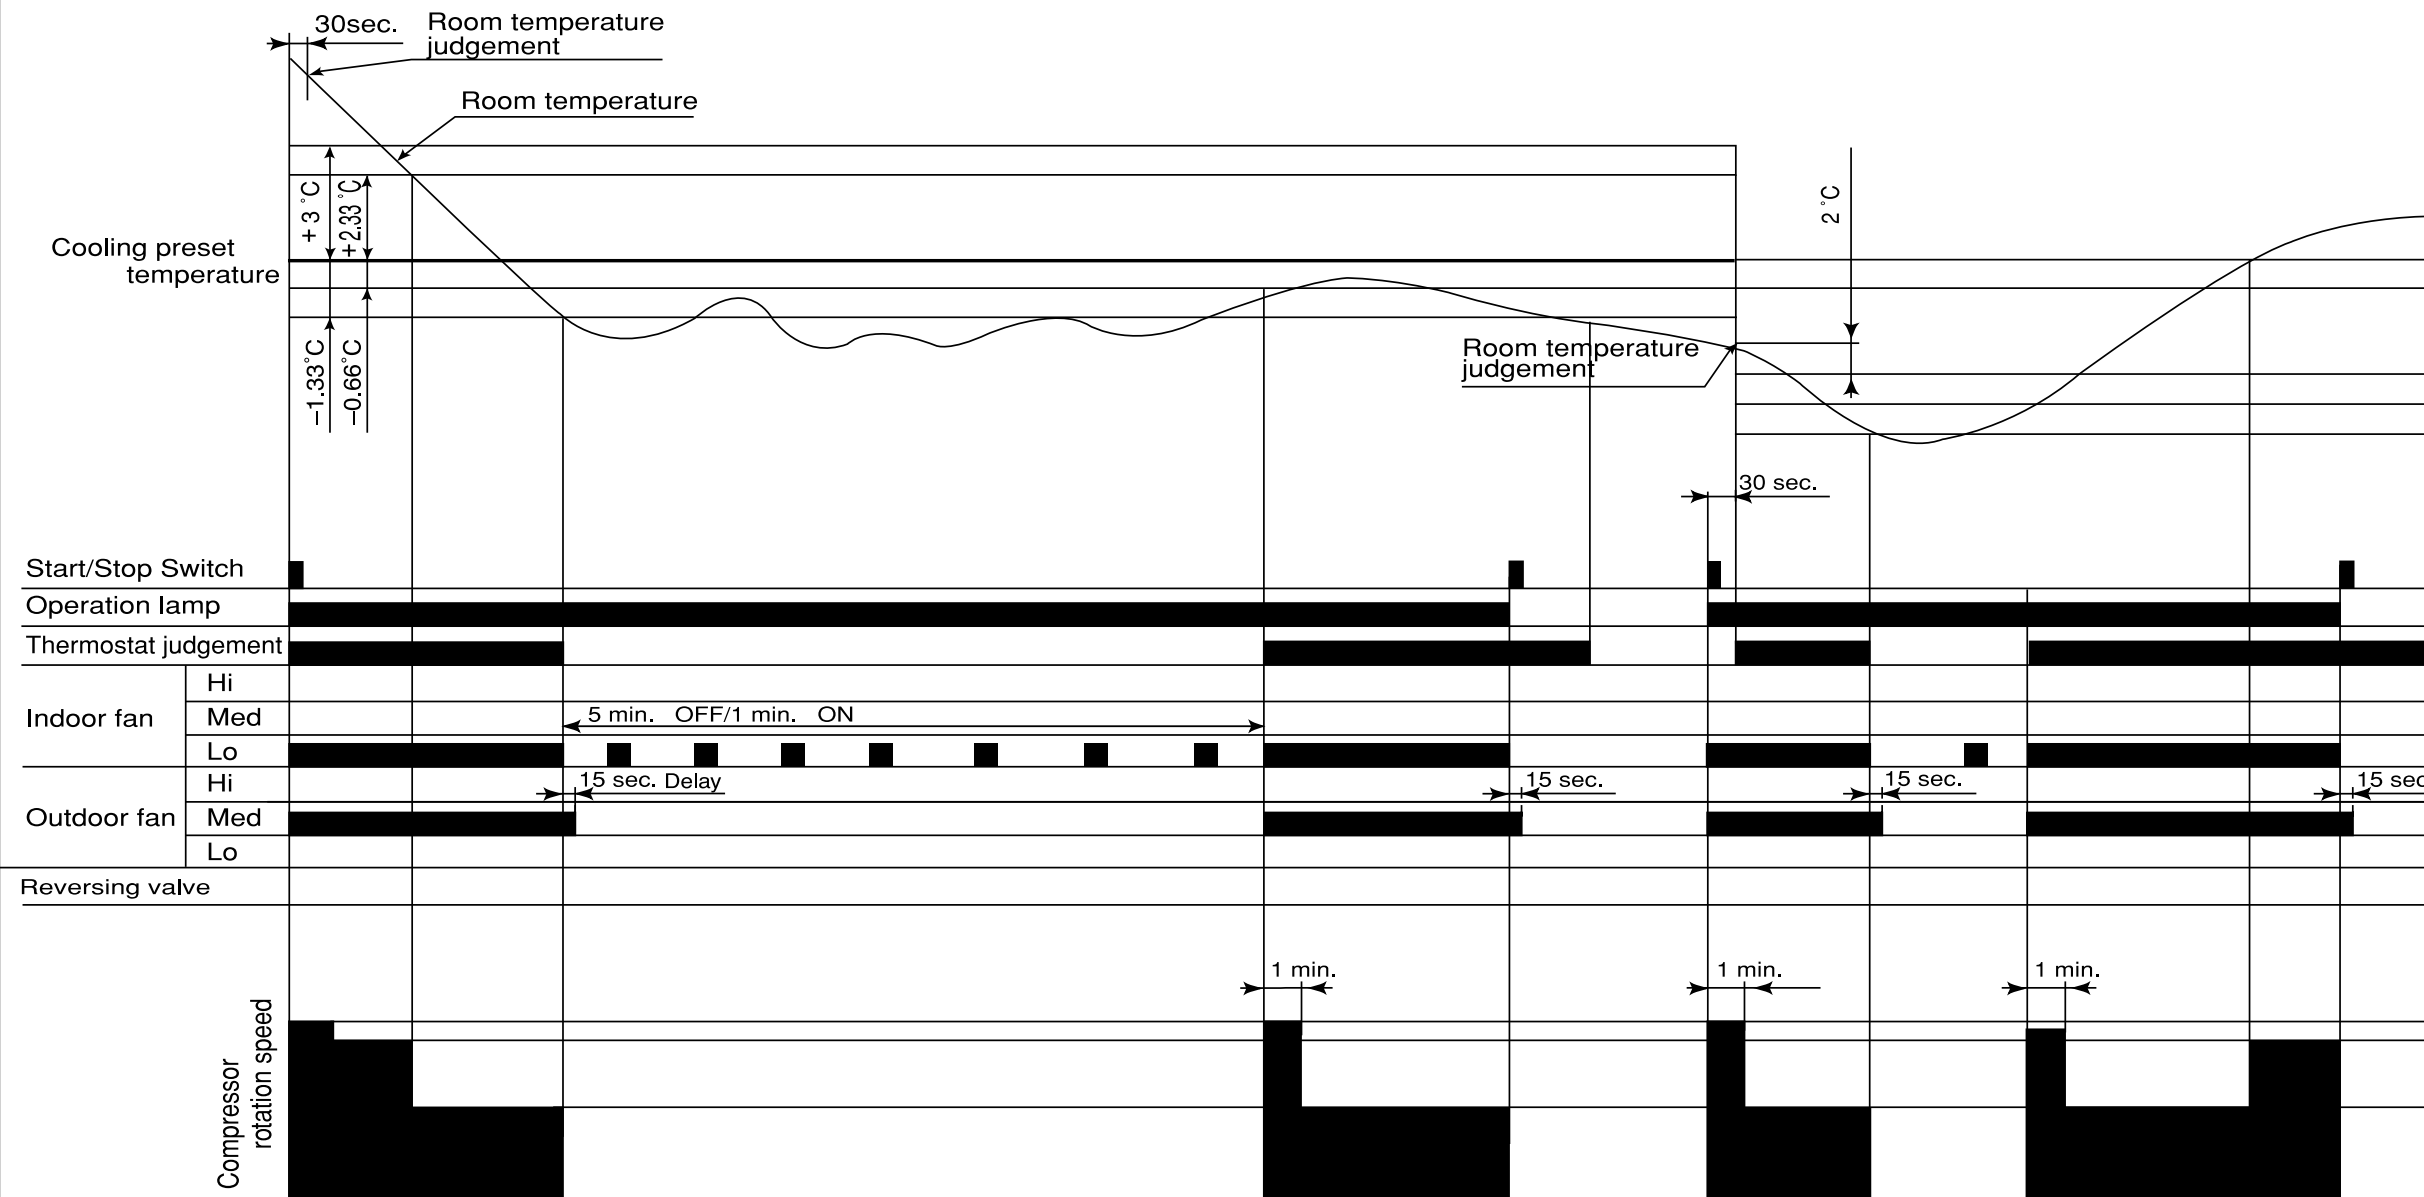 30sec.
Room temperature
judgement
Room temperature
+3 °C
+2.33 °C
2 °C
Cooling preset
temperature
−1.33°C
−0.66°C
Room temperature
judgement
30 sec.
Start/Stop Switch
Operation lamp
Thermostat judgement
Indoor fan
Hi
Med
Lo
5 min. OFF/1 min. ON
Outdoor fan
Hi
Med
Lo
15 sec. Delay
15 sec.
15 sec.
15 sec
Reversing valve
1 min.
1 min.
1 min.
Compressor
rotation speed